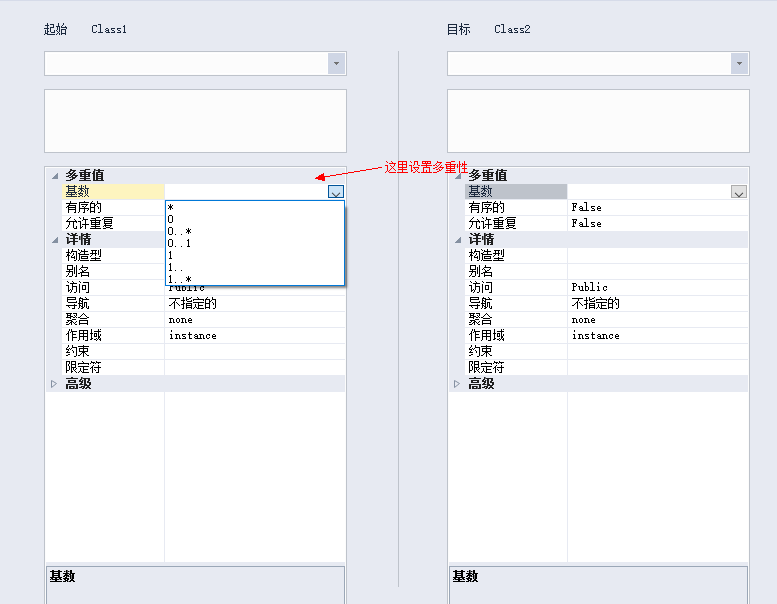 起始 Class1
目标 Class2
这里设置多重性
多重值
基数
有序的
允许重复
*
0
0..*
0..1
1
1..
1..*
详情
构造型
别名
访问 Public
导航 不指定的
聚合 none
作用域 instance
约束
限定符
高级
基数
多重值
基数
有序的 False
允许重复 False
详情
构造型
别名
访问 Public
导航 不指定的
聚合 none
作用域 instance
约束
限定符
高级
基数